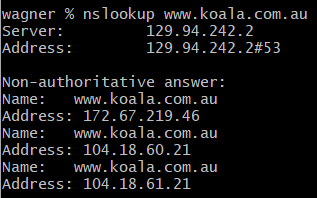 wagner % nslookup www.koala.com.au
Server:         129.94.242.2
Address:        129.94.242.2#53

Non-authoritative answer:
Name:   www.koala.com.au
Address: 172.67.219.46
Name:   www.koala.com.au
Address: 104.18.60.21
Name:   www.koala.com.au
Address: 104.18.61.21